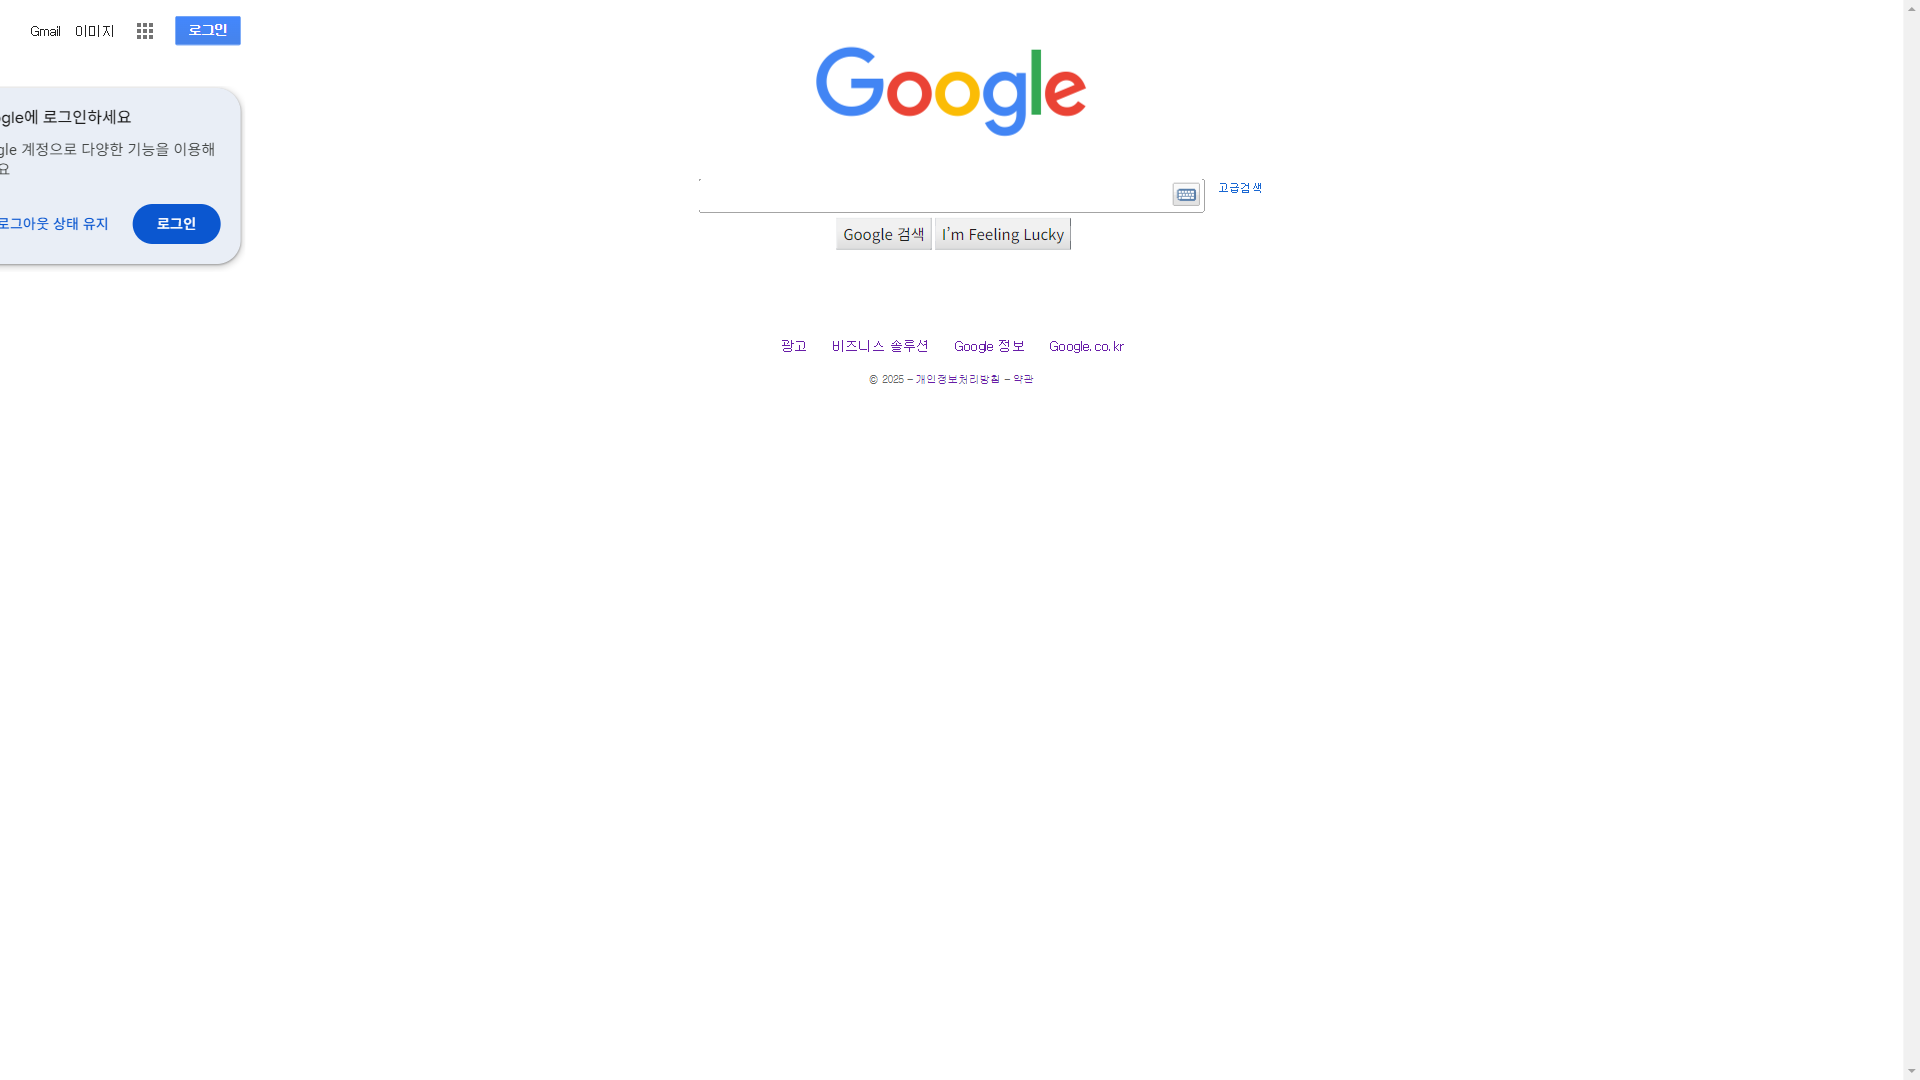 Gmail 이미지 로그인
Google
gle에 로그인하세요
gle 계정으로 다양한 기능을 이용해
요
로그아웃 상태 유지 로그인
고급검색
Google 검색 I'm Feeling Lucky
광고 비즈니스 솔루션 Google 정보 Google.co.kr
© 2025 - 개인정보처리방침 - 약관